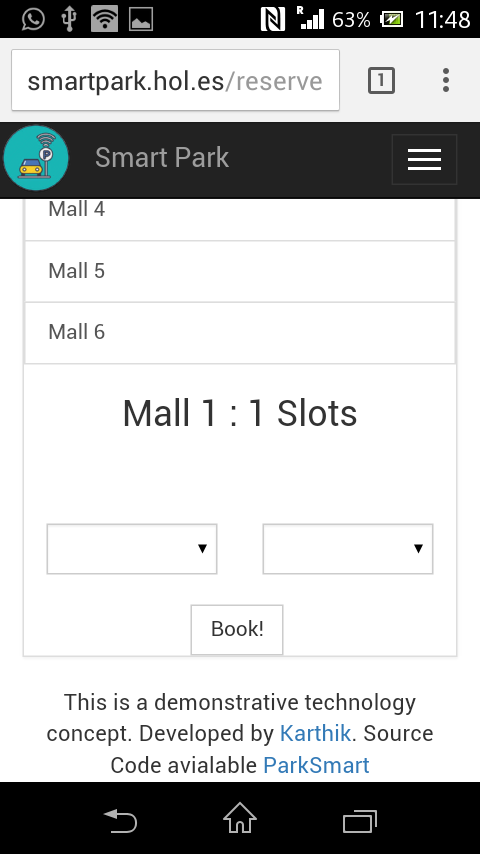 R 63% 11:48
smartpark.hol.es/reserve 1
P Smart Park
Mall 4
Mall 5
Mall 6
Mall 1 : 1 Slots
Book!
This is a demonstrative technology
concept. Developed by Karthik. Source
Code avialable ParkSmart